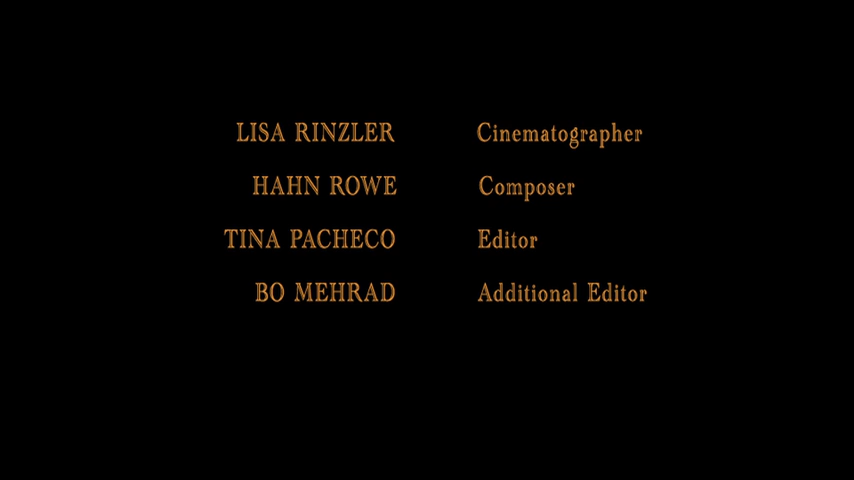 LISA RINZLER Cinematographer
HAHN ROWE Composer
TINA PACHECO Editor
BO MEHRAD Additional Editor